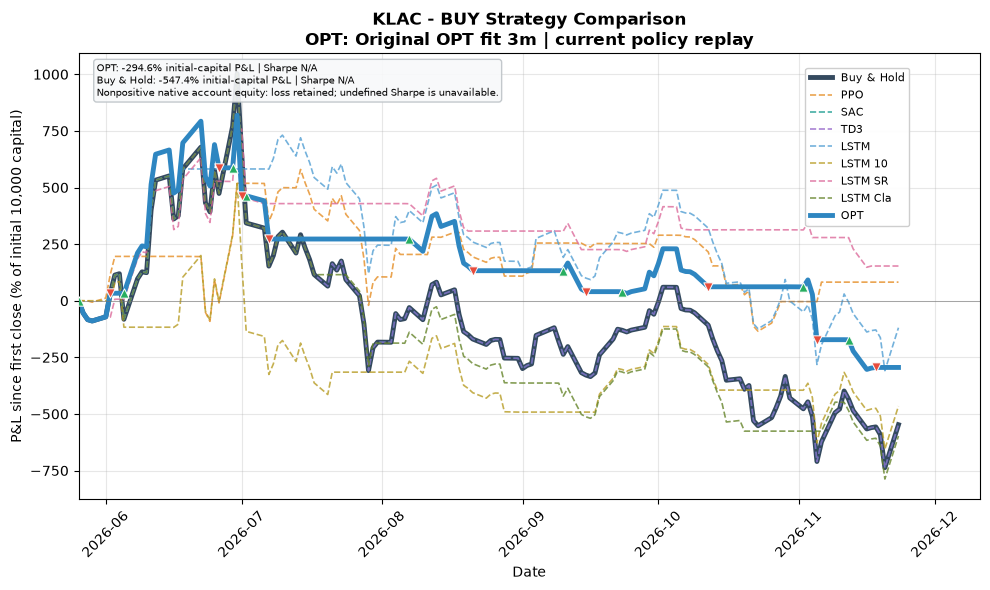 KLAC - BUY Strategy Comparison
OPT: Original OPT fit 3m | current policy replay
OPT: -294.6% initial-capital P&L | Sharpe N/A
Buy & Hold: -547.4% initial-capital P&L | Sharpe N/A
Nonpositive native account equity: loss retained; undefined Sharpe is unavailable.
Buy & Hold
PPO
SAC
TD3
LSTM
LSTM 10
LSTM SR
LSTM Cla
OPT
P&L since first close (% of initial 10,000 capital)
1000
750
500
250
0
−250
−500
−750
2026-06
2026-07
2026-08
2026-09
2026-10
2026-11
2026-12
Date